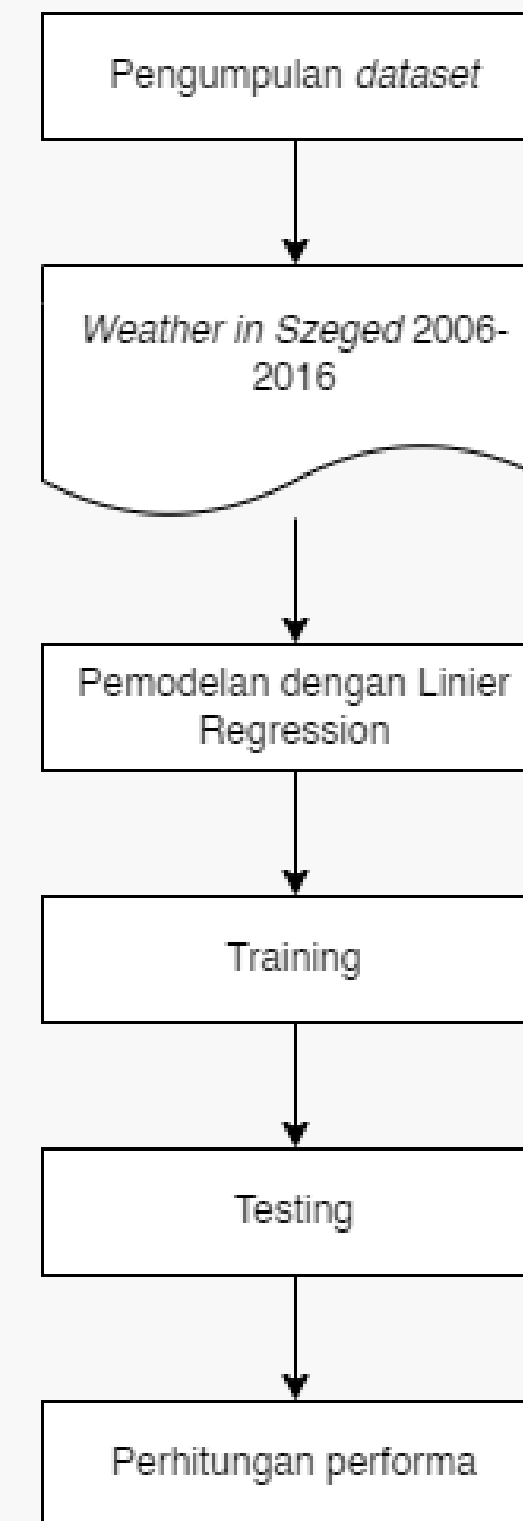 Pengumpulan dataset
Weather in Szeged 2006-
2016
Pemodelan dengan Linier
Regression
Training
Testing
Perhitungan performa